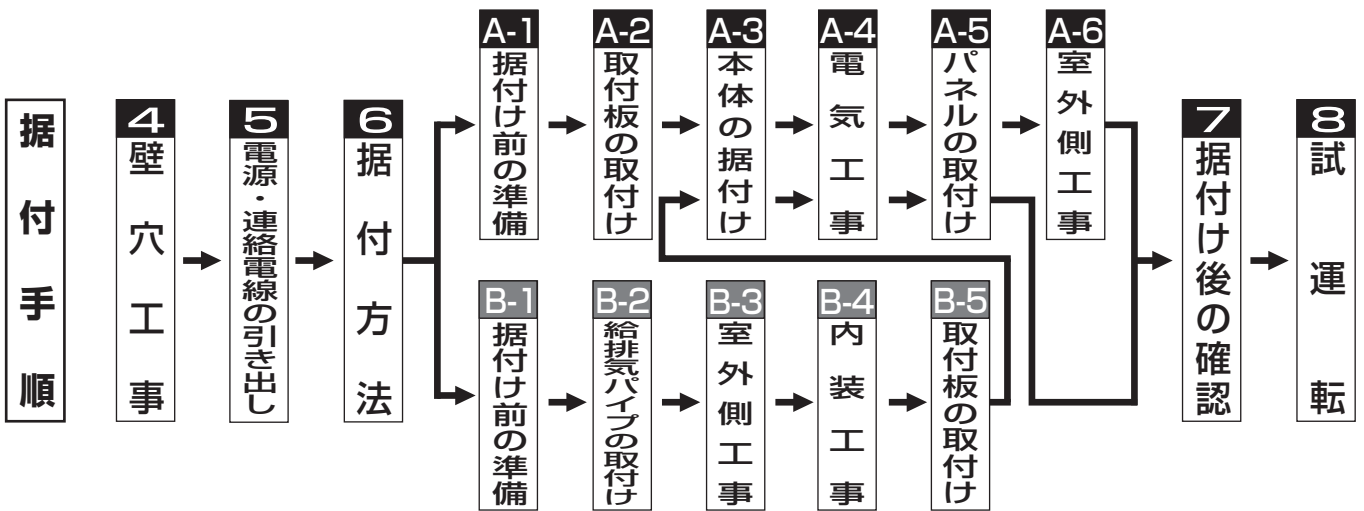 据付手順
4
壁穴工事
5
電源・連絡電線の引き出し
6
据付方法
A-1
据付け前の準備
A-2
取付板の取付け
A-3
本体の据付け
A-4
電気工事
A-5
パネルの取付け
A-6
室外側工事
B-1
据付け前の準備
B-2
給排気パイプの取付け
B-3
室外側工事
B-4
内装工事
B-5
取付板の取付け
7
据付け後の確認
8
試運転